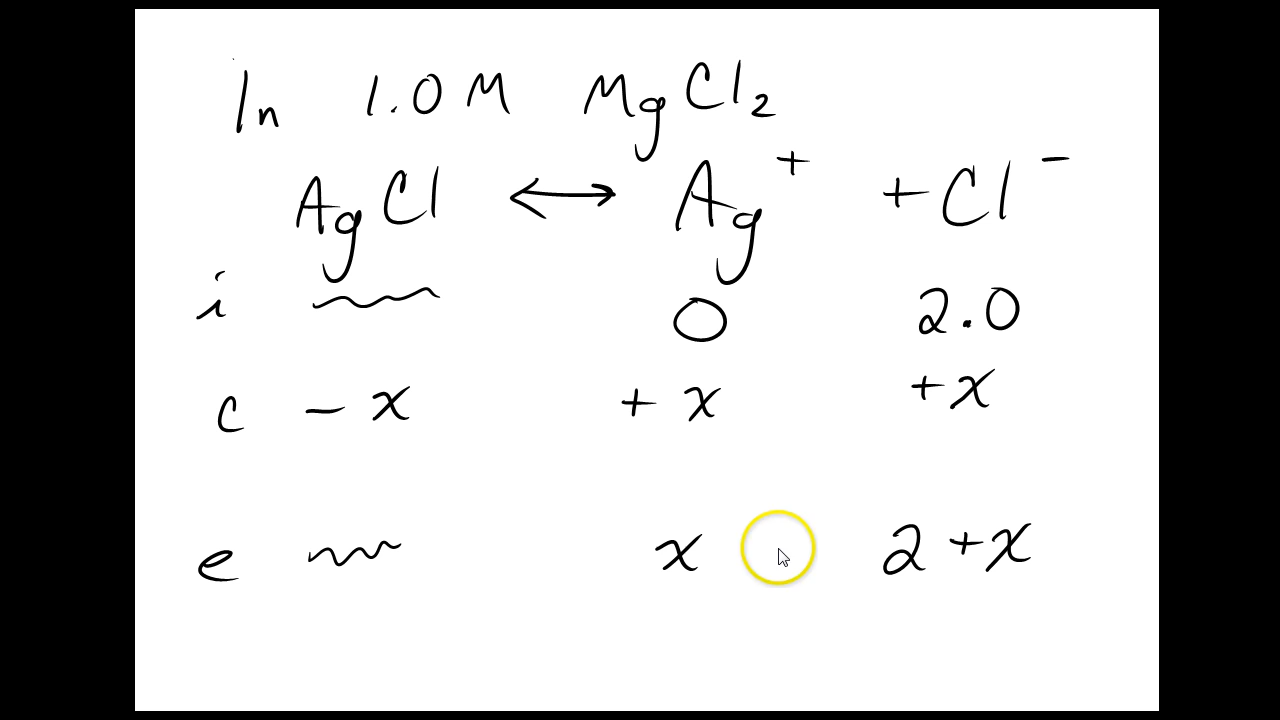 In 1.0 M MgCl₂
AgCl ↔ Ag⁺ + Cl⁻
i 0 2.0
c - x + x + x
e x 2 + x